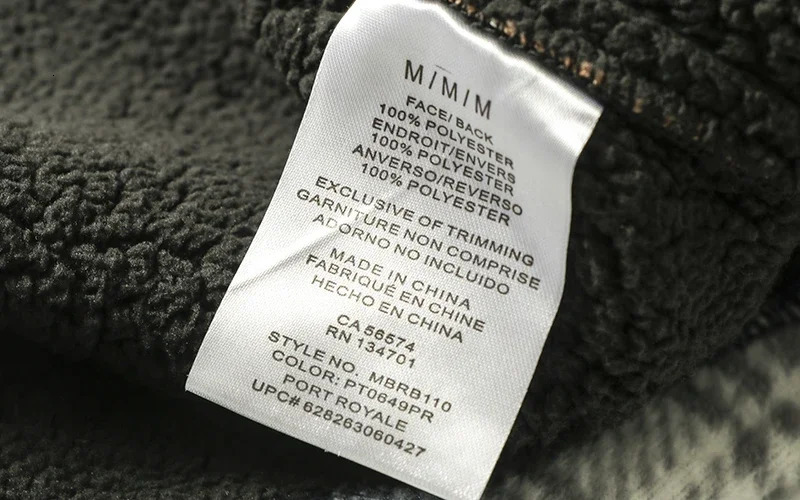 M/M/M
FACE/BACK
100% POLYESTER
ENDROIT/ENVERS
100% POLYESTER
ANVERSO/REVERSO
100% POLYESTER
EXCLUSIVE OF TRIMMING
GARNITURE NON COMPRISE
ADORNO NO INCLUIDO
MADE IN CHINA
FABRIQUÉ EN CHINE
HECHO EN CHINA
CA 56574
RN 134701
STYLE NO. MBRB110
COLOR: PT0649PR
PORT ROYALE
UPC# 628263060427